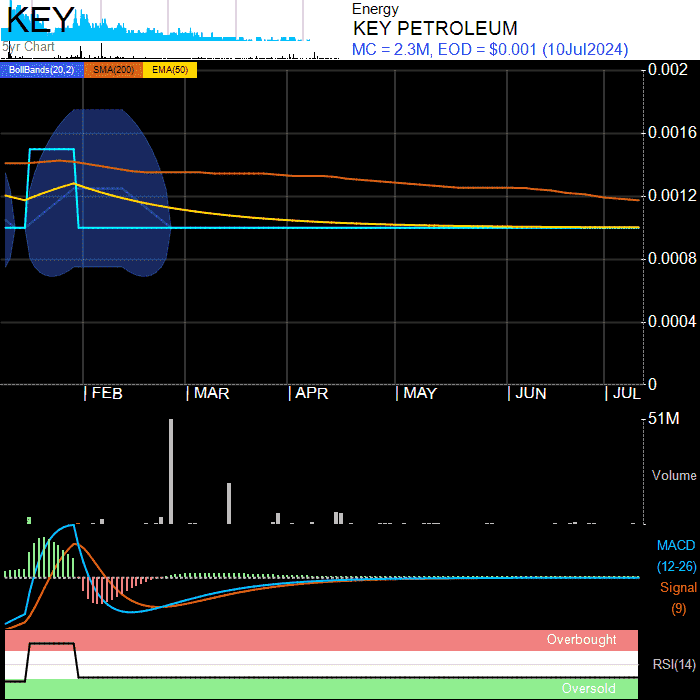 KEY
5yr Chart
Energy
KEY PETROLEUM
MC = 2.3M, EOD = $0.001 (10Jul2024)
BollBands(20,2) SMA(200) EMA(50)
0.002
0.0016
0.0012
0.0008
0.0004
0
FEB MAR APR MAY JUN JUL
51M
Volume
MACD
(12-26)
Signal
(9)
Overbought
RSI(14)
Oversold